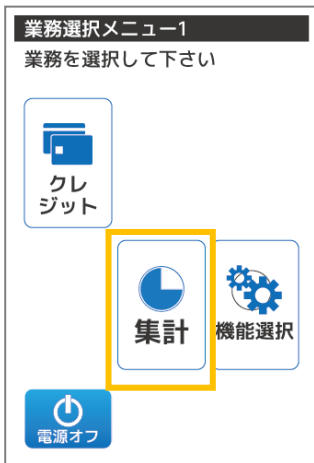 業務選択メニュー1
業務を選択して下さい
クレ
ジット
集計
機能選択
電源オフ